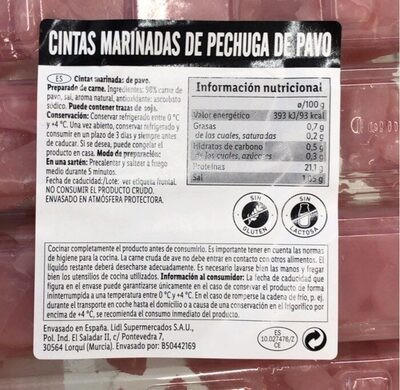 CINTAS MARINADAS DE PECHUGA DE PAVO
ES Cintas marinadas de pavo.
Preparado de carne. Ingredientes: 98% carne de
pavo, sal, aroma natural, antioxidante: ascorbato
sódico. Puede contener trazas de soja.
Conservación: Conservar refrigerado entre 0 °C
y +4 °C. Una vez abierto, conservar refrigerado y
consumir en un plazo de 3 días y siempre antes
de caducar. Si se desea, puede congelar el
producto en casa. Modo de preparación:
En una sartén: Precalentar y saltear a fuego
medio durante 5 minutos.
Fecha de caducidad/Lote: ver etiqueta frontal.
NO CONSUMIR EL PRODUCTO CRUDO.
ENVASADO EN ATMÓSFERA PROTECTORA.
Información nutricional
ø/100 g
Valor energético 393 kJ/93 kcal
Grasas 0,7 g
de las cuales, saturadas 0,2 g
Hidratos de carbono 0,5 g
de los cuales, azúcares 0,3 g
Proteínas 21,1 g
Sal
SIN GLUTEN
SIN LACTOSA
Cocinar completamente el producto antes de consumirlo. Es importante tener en cuenta las normas
de higiene para la cocina. La carne cruda de ave no debe entrar en contacto con otros alimentos. El
líquido restante deberá desecharse adecuadamente. Es necesario lavarse bien las manos y fregar
bien los utensilios de cocina utilizados. Información al consumidor: La fecha de caducidad que
figura en el envase puede garantizarse únicamente en el caso de conservar el producto de forma
ininterrumpida a una temperatura entre 0 °C y +4 °C. En el caso de romperse la cadena de frío, p. ej.
durante el transporte en coche hasta el domicilio o a causa de una conservación en el frigorífico por
encima de +4 °C, se recomienda el consumo inmediato del producto.
Envasado en España. Lidl Supermercados S.A.U.,
Pol. Ind. El Saladar II, c/ Pontevedra 7,
30564 Lorquí (Murcia). Envasado por: B50442169
ES
10.027476/Z
CE